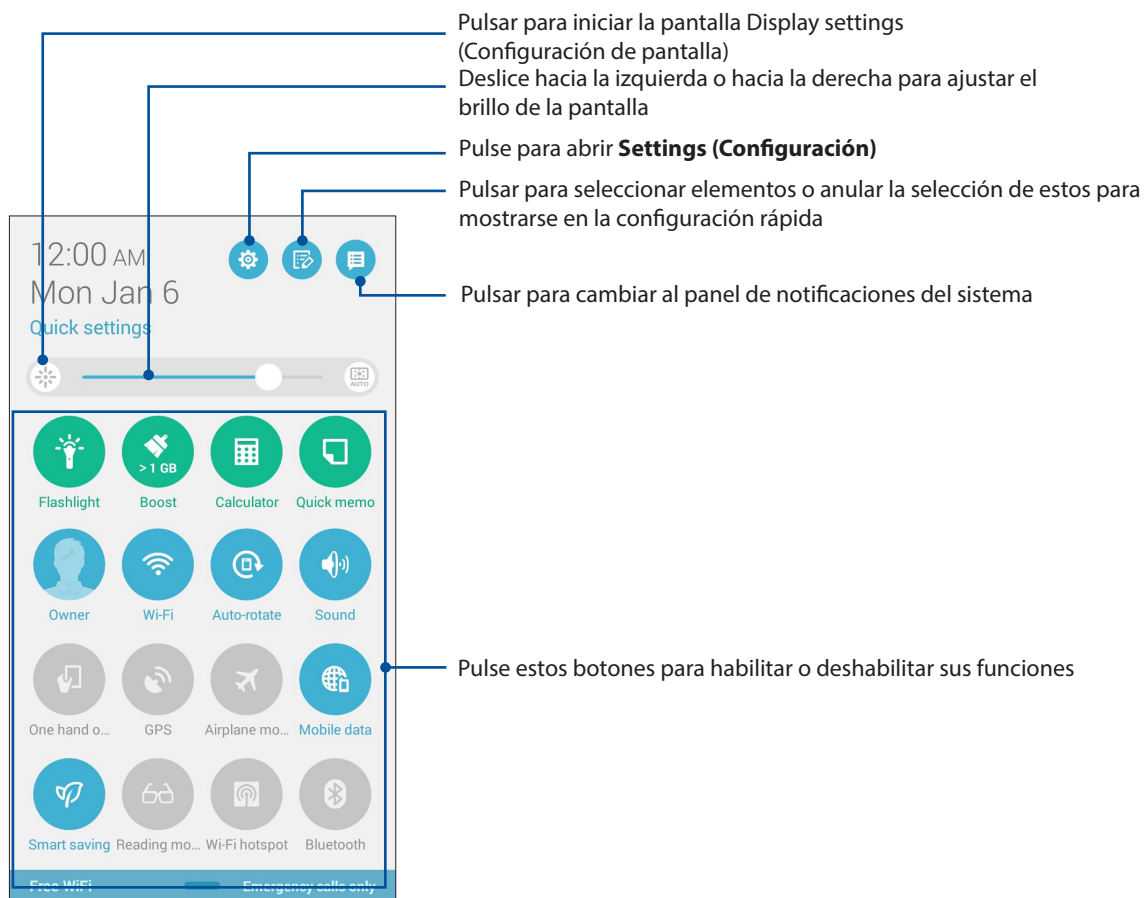 Pulsar para iniciar la pantalla Display settings
(Configuración de pantalla)
Deslice hacia la izquierda o hacia la derecha para ajustar el
brillo de la pantalla
Pulse para abrir Settings (Configuración)
Pulsar para seleccionar elementos o anular la selección de estos para
mostrarse en la configuración rápida
Pulsar para cambiar al panel de notificaciones del sistema
12:00 AM
Mon Jan 6
Quick settings
AUTO
> 1 GB
Flashlight Boost Calculator Quick memo
Owner Wi-Fi Auto-rotate Sound
Pulse estos botones para habilitar o deshabilitar sus funciones
One hand o... GPS Airplane mo... Mobile data
Smart saving Reading mo... Wi-Fi hotspot Bluetooth
Free WiFi Emergency calls only